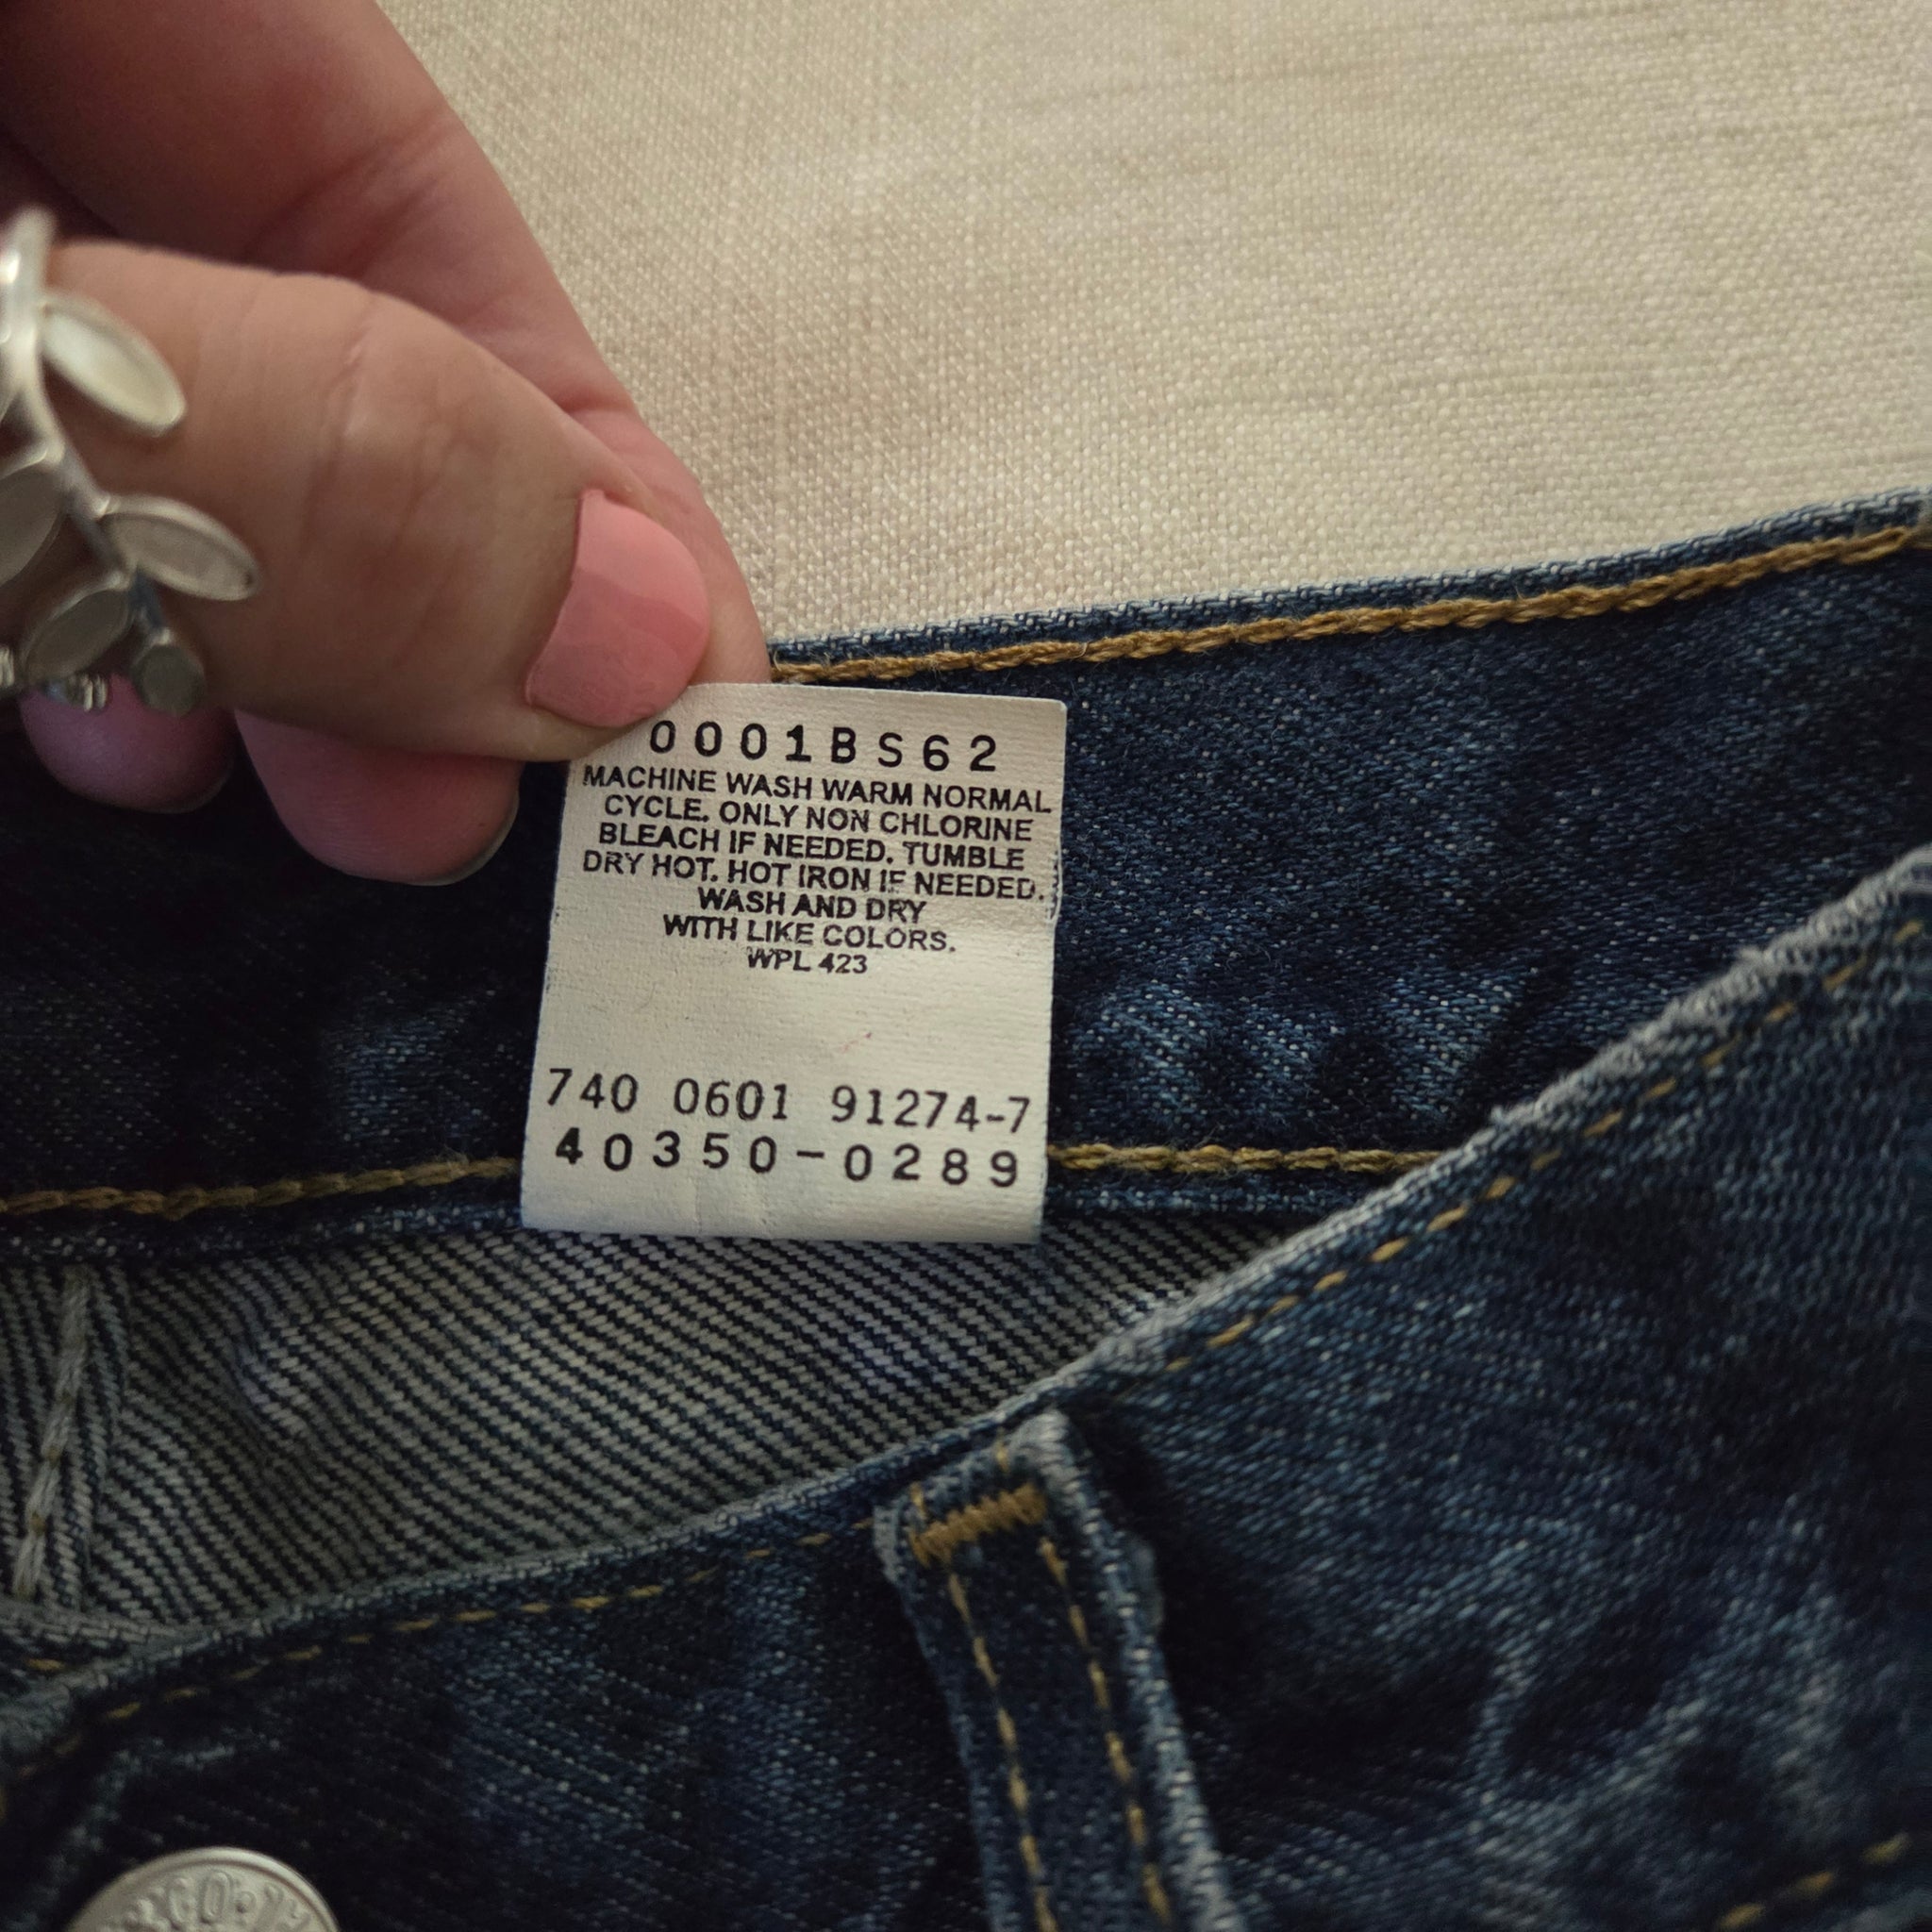 0001BS62
MACHINE WASH WARM NORMAL
CYCLE. ONLY NON CHLORINE
BLEACH IF NEEDED. TUMBLE
DRY HOT. HOT IRON IF NEEDED.
WASH AND DRY
WITH LIKE COLORS.
WPL 423
740 0601 91274-7
40350-0289